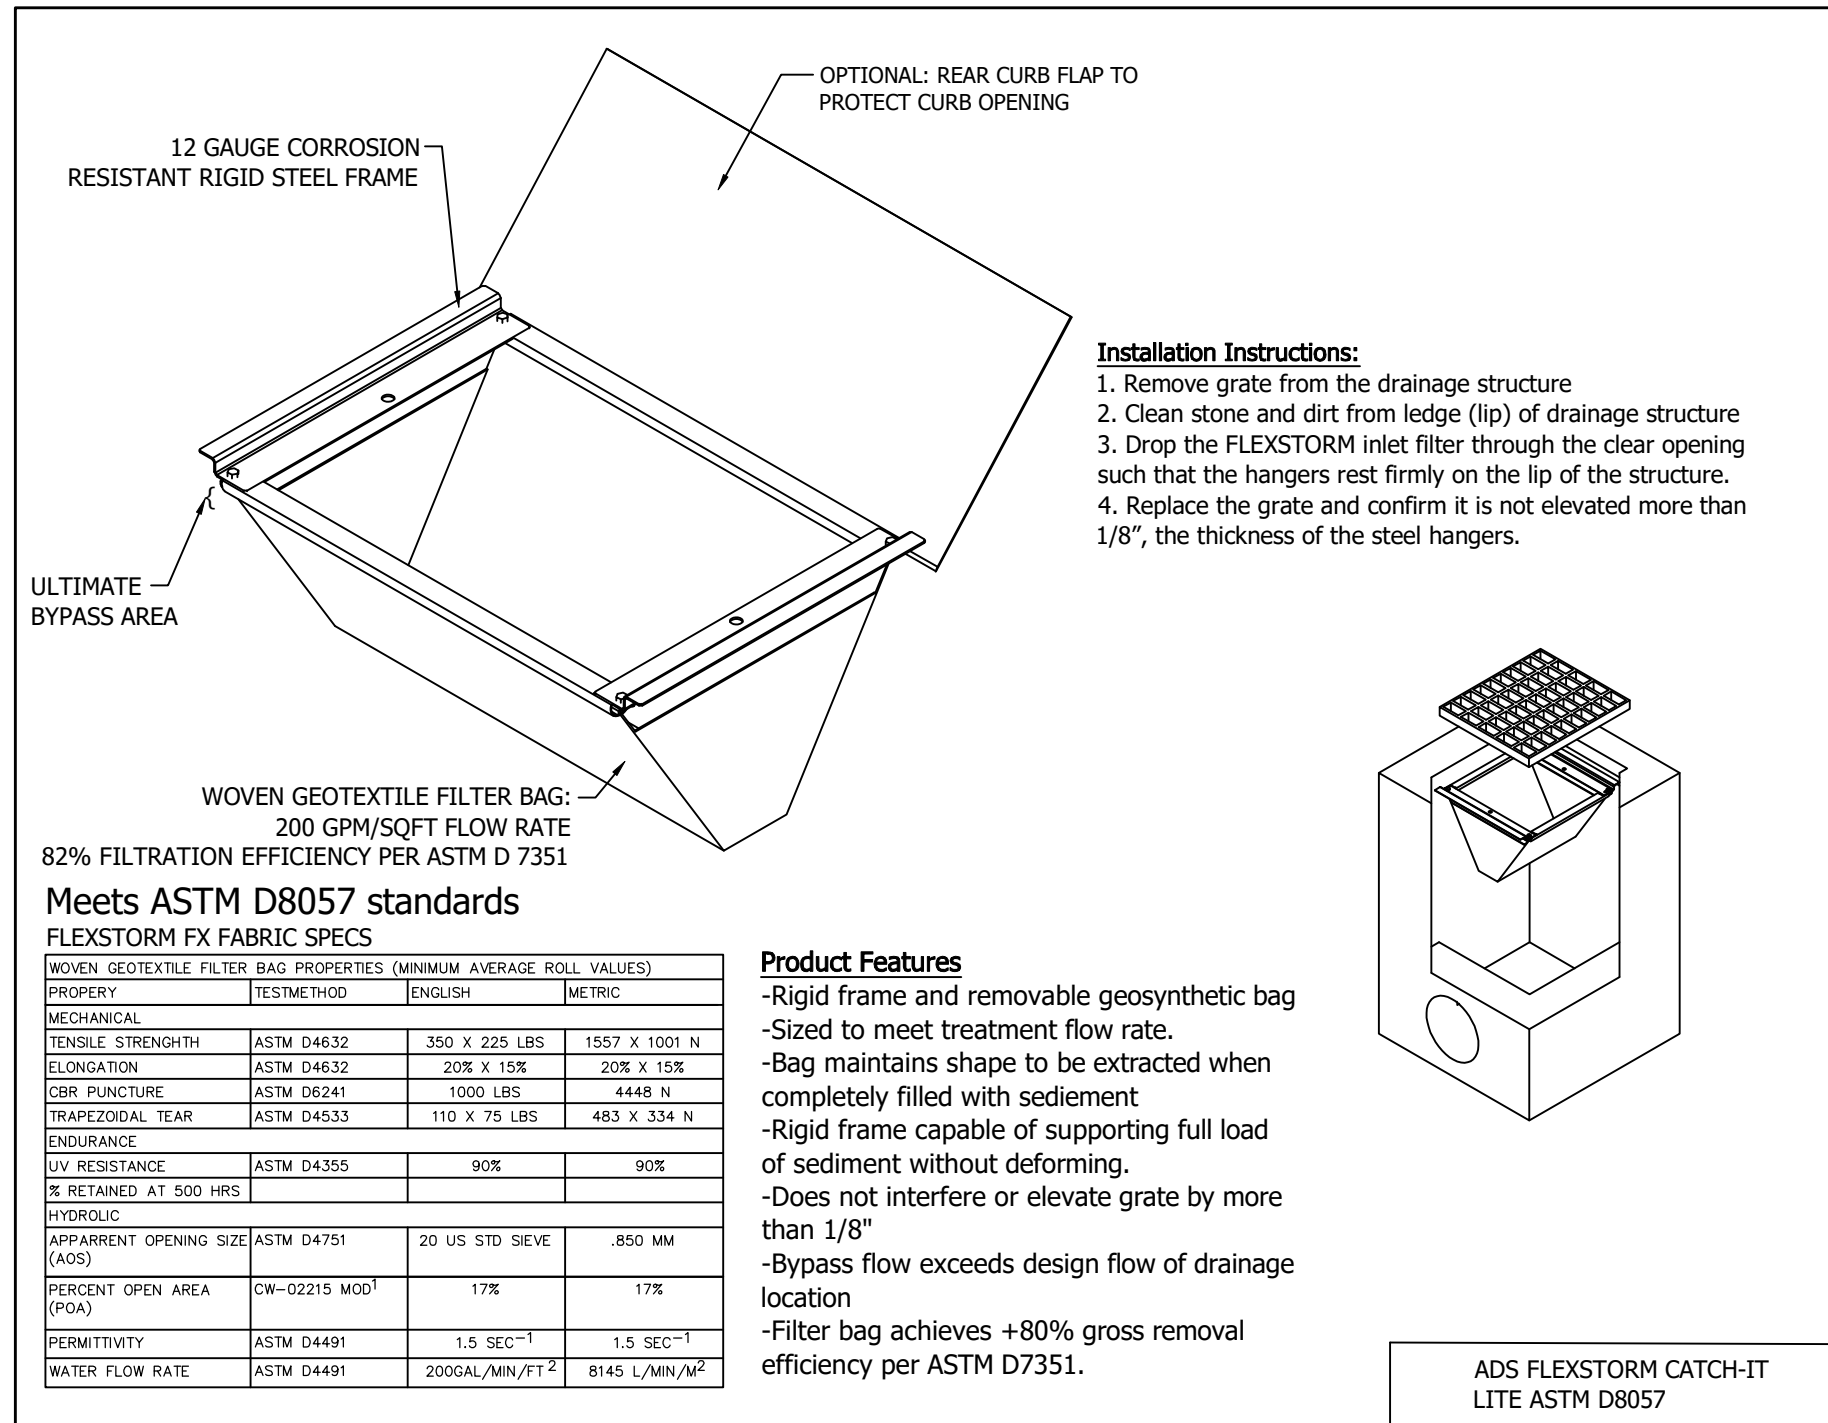 OPTIONAL: REAR CURB FLAP TO
PROTECT CURB OPENING
12 GAUGE CORROSION
RESISTANT RIGID STEEL FRAME
ULTIMATE
BYPASS AREA
WOVEN GEOTEXTILE FILTER BAG:
200 GPM/SQFT FLOW RATE
82% FILTRATION EFFICIENCY PER ASTM D 7351
Installation Instructions:
1. Remove grate from the drainage structure
2. Clean stone and dirt from ledge (lip) of drainage structure
3. Drop the FLEXSTORM inlet filter through the clear opening
such that the hangers rest firmly on the lip of the structure.
4. Replace the grate and confirm it is not elevated more than
1/8”, the thickness of the steel hangers.
Meets ASTM D8057 standards
FLEXSTORM FX FABRIC SPECS
WOVEN GEOTEXTILE FILTER BAG PROPERTIES (MINIMUM AVERAGE ROLL VALUES)
PROPERY TESTMETHOD ENGLISH METRIC
MECHANICAL
TENSILE STRENGHTH ASTM D4632 350 X 225 LBS 1557 X 1001 N
ELONGATION ASTM D4632 20% X 15% 20% X 15%
CBR PUNCTURE ASTM D6241 1000 LBS 4448 N
TRAPEZOIDAL TEAR ASTM D4533 110 X 75 LBS 483 X 334 N
ENDURANCE
UV RESISTANCE ASTM D4355 90% 90%
% RETAINED AT 500 HRS
HYDROLIC
APPARRENT OPENING SIZE ASTM D4751 20 US STD SIEVE .850 MM
(AOS)
PERCENT OPEN AREA CW-02215 MOD1 17% 17%
(POA)
PERMITTIVITY ASTM D4491 1.5 SEC−1 1.5 SEC−1
WATER FLOW RATE ASTM D4491 200GAL/MIN/FT2 8145 L/MIN/M2
Product Features
-Rigid frame and removable geosynthetic bag
-Sized to meet treatment flow rate.
-Bag maintains shape to be extracted when
completely filled with sediement
-Rigid frame capable of supporting full load
of sediment without deforming.
-Does not interfere or elevate grate by more
than 1/8"
-Bypass flow exceeds design flow of drainage
location
-Filter bag achieves +80% gross removal
efficiency per ASTM D7351.
ADS FLEXSTORM CATCH-IT
LITE ASTM D8057